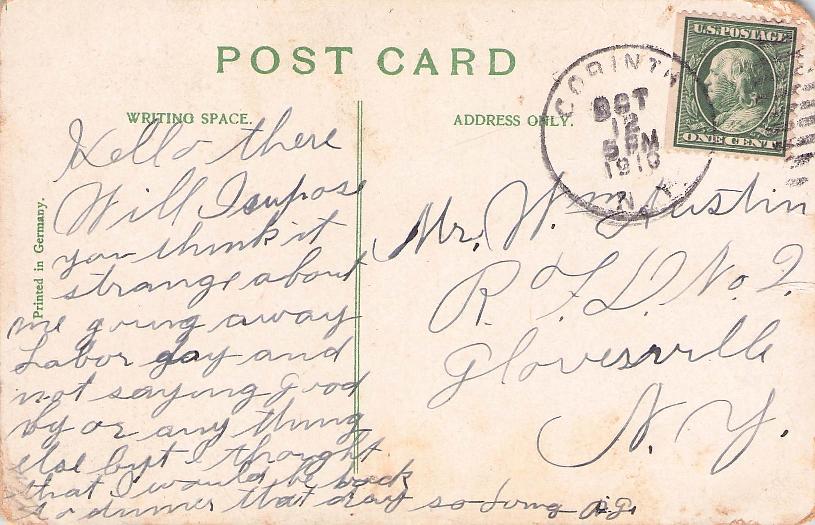 POST CARD
WRITING SPACE.
ADDRESS ONLY.
Printed in Germany.
CORINTH
OCT
12
5 PM
1910
N.Y.
U.S. POSTAGE
ONE CENT
Hello there
Will I supose
you think it
strange about
me going away
Labor day and
not saying good
by or any thing
else but i thought
that I would be back
to dinner that day so long
Mr. Wm Austin
R. F. D. No 2.
Gloversville
N. Y.